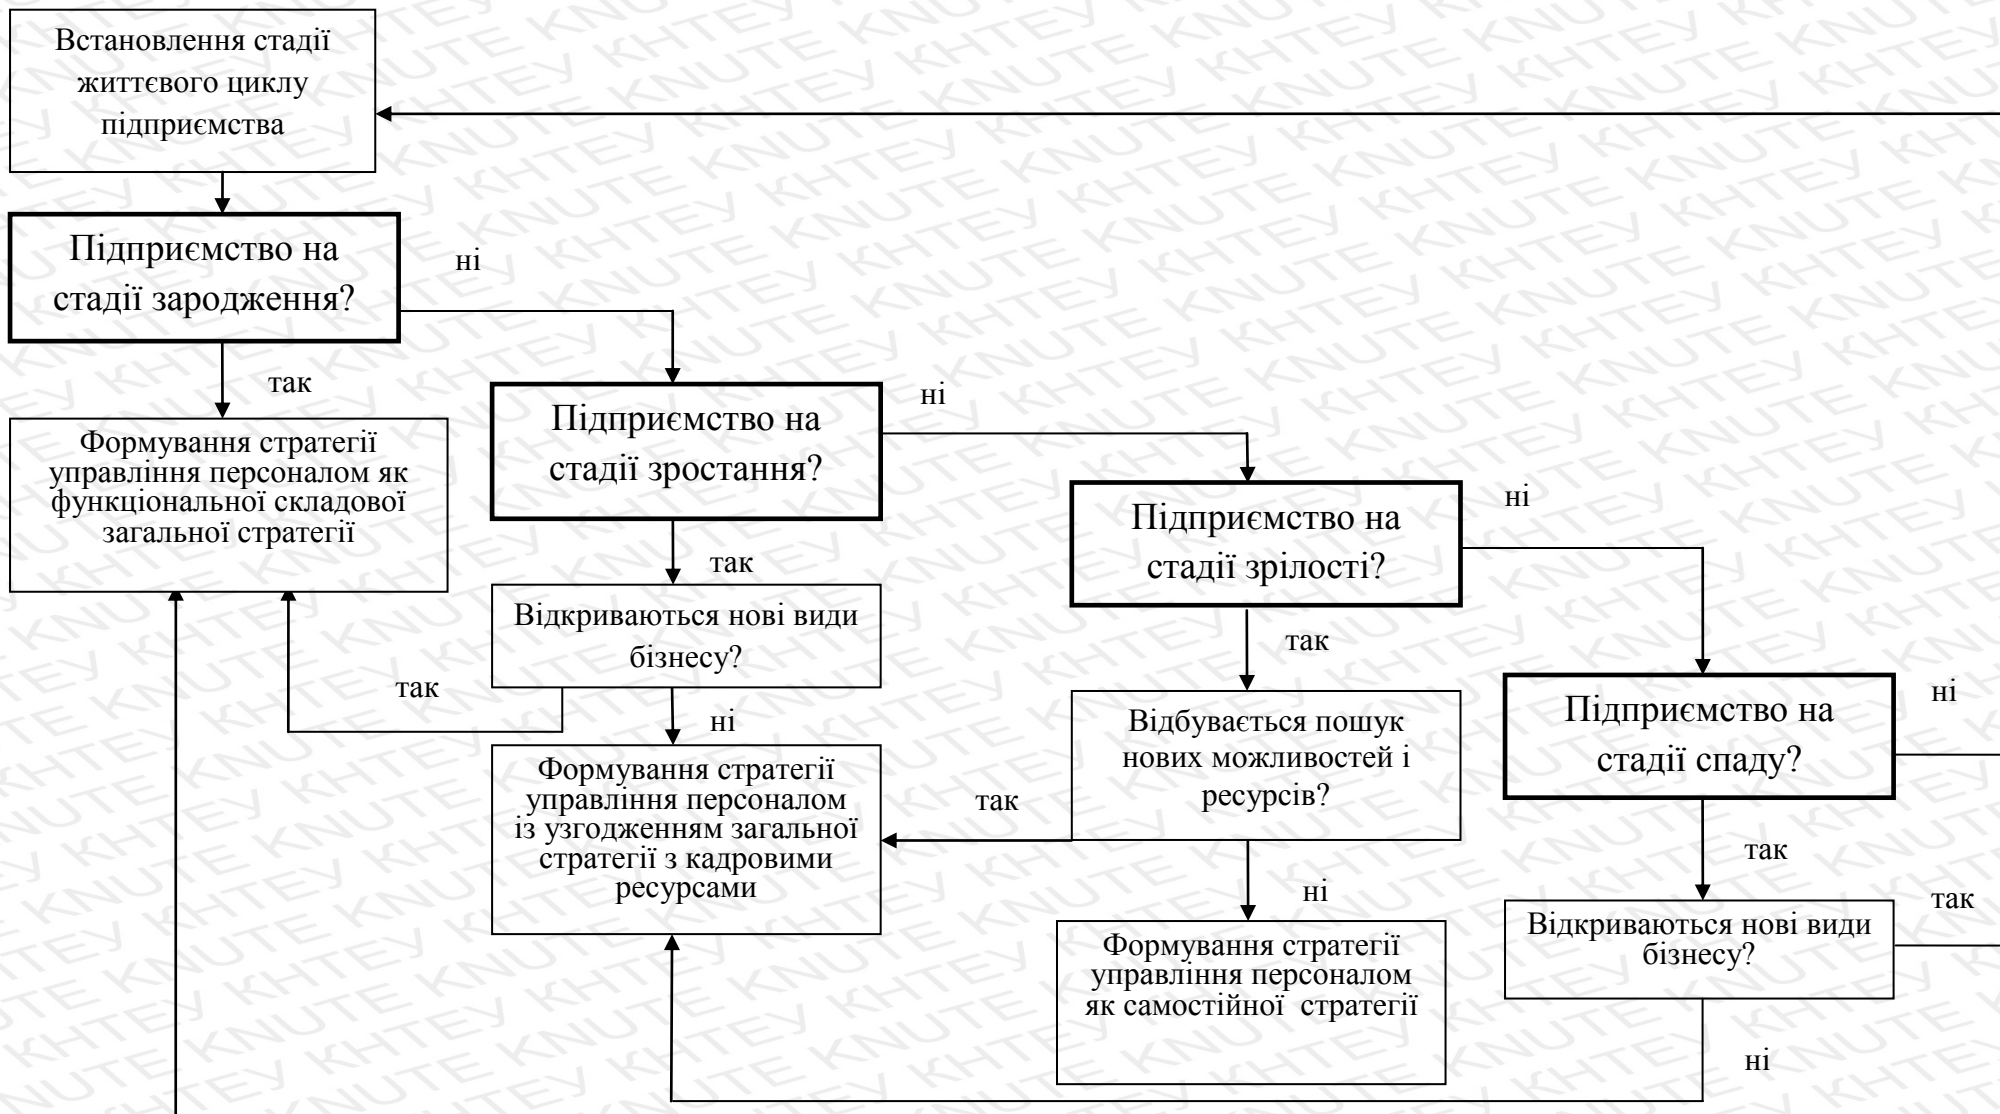 Встановлення стадії
життєвого циклу
підприємства
Підприємство на
стадії зародження?
ні
так
Формування стратегії
управління персоналом як
функціональної складової
загальної стратегії
Підприємство на
стадії зростання?
ні
так
Відкриваються нові види
бізнесу?
так
ні
Формування стратегії
управління персоналом
із узгодженням загальної
стратегії з кадровими
ресурсами
Підприємство на
стадії зрілості?
ні
так
Відбувається пошук
нових можливостей і
ресурсів?
так
ні
Формування стратегії
управління персоналом
як самостійної стратегії
Підприємство на
стадії спаду?
ні
так
Відкриваються нові види
бізнесу?
так
ні